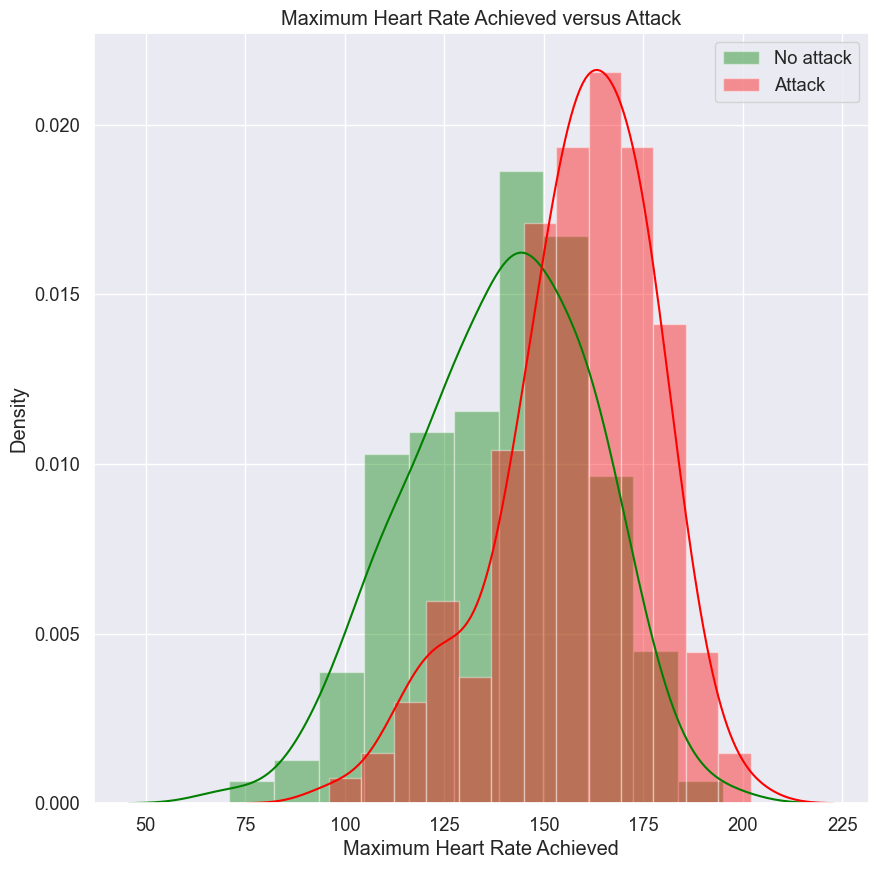 Maximum Heart Rate Achieved versus Attack
No attack
Attack
0.020
0.015
0.010
0.005
0.000
Density
50 75 100 125 150 175 200 225
Maximum Heart Rate Achieved